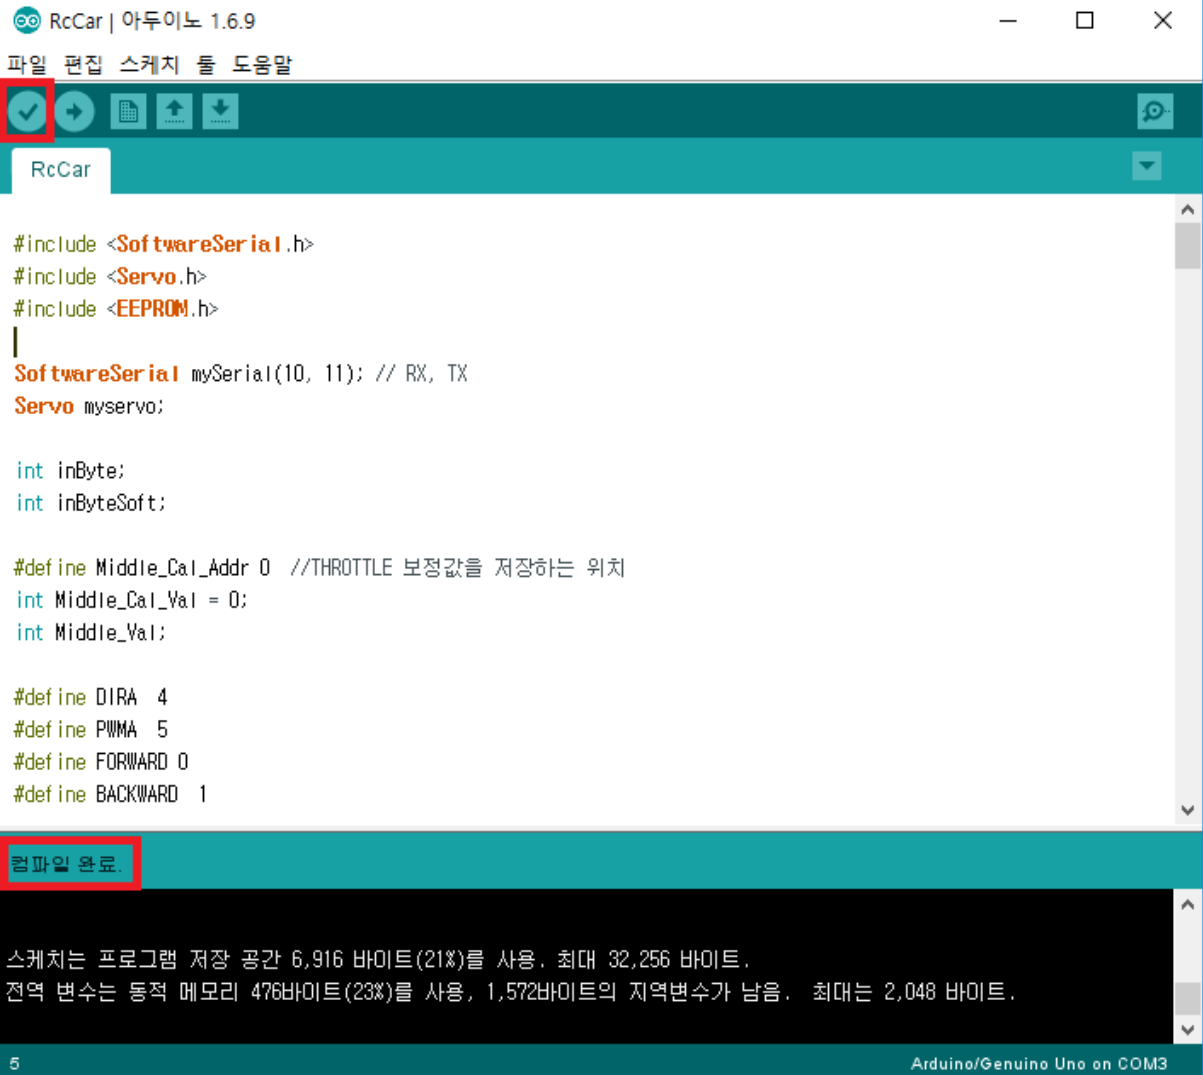 RcCar | 아두이노 1.6.9
파일 편집 스케치 툴 도움말
RcCar
#include <SoftwareSerial.h>
#include <Servo.h>
#include <EEPROM.h>
SoftwareSerial mySerial(10, 11); // RX, TX
Servo myservo;
int inByte;
int inByteSoft;
#define Middle_Cal_Addr 0  //THROTTLE 보정값을 저장하는 위치
int Middle_Cal_Val = 0;
int Middle_Val;
#define DIRA  4
#define PWMA  5
#define FORWARD 0
#define BACKWARD  1
컴파일 완료.
스케치는 프로그램 저장 공간 6,916 바이트(21%)를 사용. 최대 32,256 바이트.
전역 변수는 동적 메모리 476바이트(23%)를 사용, 1,572바이트의 지역변수가 남음.  최대는 2,048 바이트.
5
Arduino/Genuino Uno on COM3